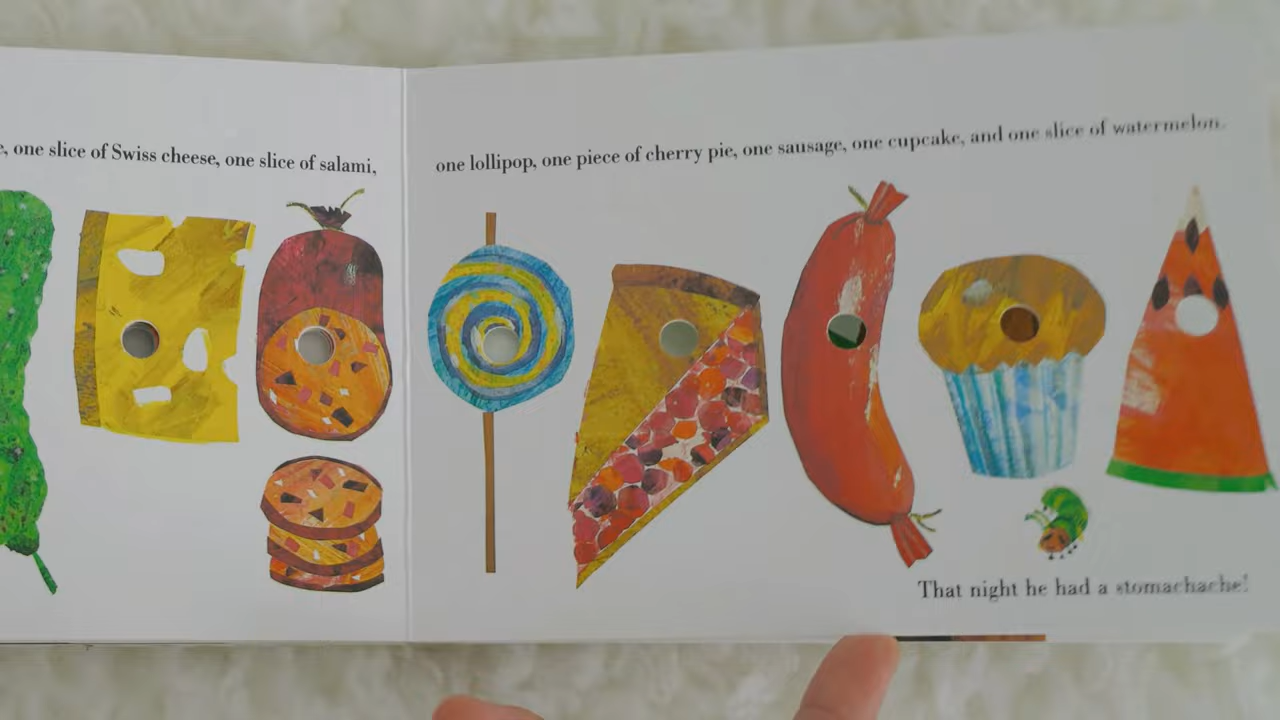 , one slice of Swiss cheese, one slice of salami,
one lollipop, one piece of cherry pie, one sausage, one cupcake, and one slice of watermelon.
That night he had a stomachache!